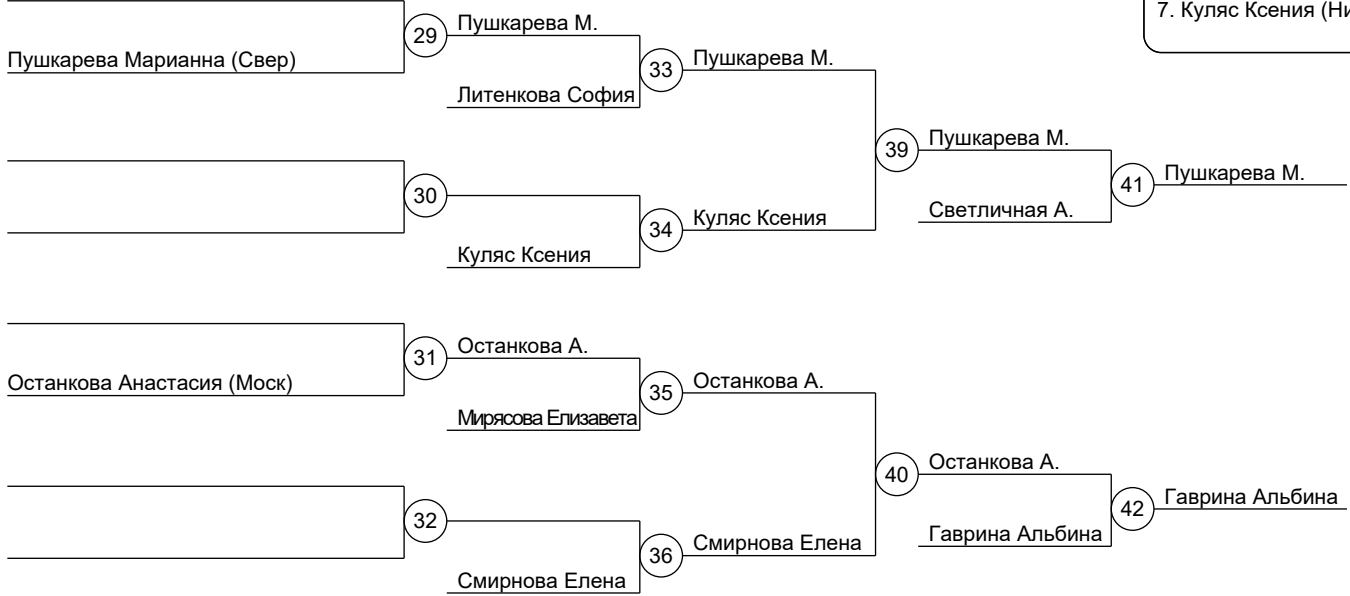 7. Куляс Ксения (Ни
29
Пушкарева М.
Пушкарева Марианна (Свер)
33
Пушкарева М.
Литенкова София
39
Пушкарева М.
41
Пушкарева М.
30
Светличная А.
34
Куляс Ксения
Куляс Ксения
31
Останкова А.
Останкова Анастасия (Моск)
35
Останкова А.
Мирясова Елизавета
40
Останкова А.
42
Гаврина Альбина
32
Гаврина Альбина
36
Смирнова Елена
Смирнова Елена